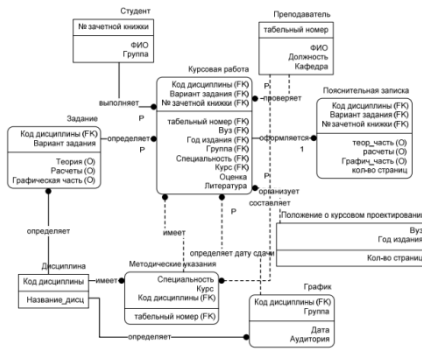 Студент
№ зачетной книжки
ФИО
Группа
Преподаватель
табельный номер
ФИО
Должность
Кафедра
Курсовая работа
Код дисциплины (FK)
Вариант задания (FK)
№ зачетной книжки (FK)
табельный номер (FK)
Вуз (FK)
Год издания (FK)
Группа (FK)
Специальность (FK)
Курс (FK)
Оценка
Литература
Пояснительная записка
Код дисциплины (FK)
Вариант задания (FK)
№ зачетной книжки (FK)
теор_часть (O)
расчеты (O)
Графич_часть (O)
кол-во страниц
выполняет
P
P
проверяет
Задание
Код дисциплины (FK)
Вариант задания
Теория (O)
Расчеты (O)
Графическая часть (O)
определяет
P
оформляется
1
P
организует
составляет
P
имеет
определяет дату сдачи
Положение о курсовом проектировании
Вуз
Год издания
Кол-во страниц
определяет
Дисциплина
Код дисциплины
Название_дисц
имеет
Методические указания
Специальность
Курс
Код дисциплины (FK)
табельный номер (FK)
График
Код дисциплины (FK)
Группа
Дата
Аудитория
определяет